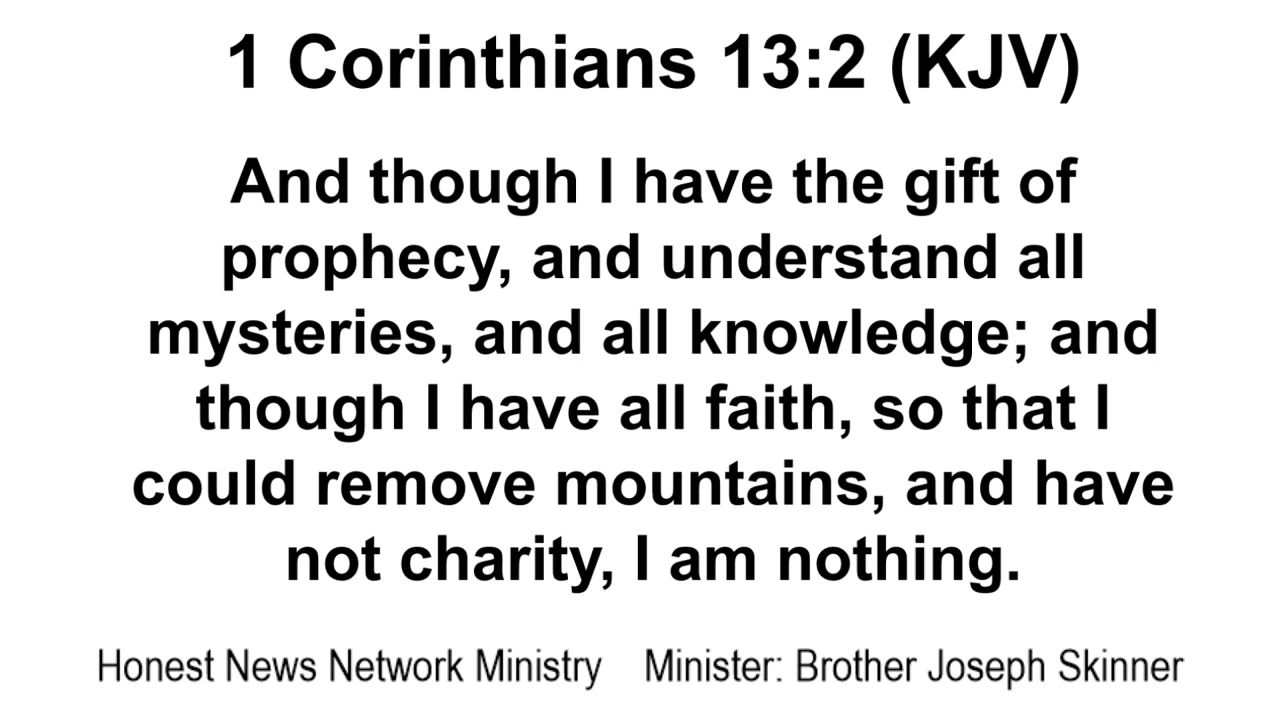 1 Corinthians 13:2 (KJV)
And though I have the gift of
prophecy, and understand all
mysteries, and all knowledge; and
though I have all faith, so that I
could remove mountains, and have
not charity, I am nothing.
Honest News Network Ministry    Minister: Brother Joseph Skinner